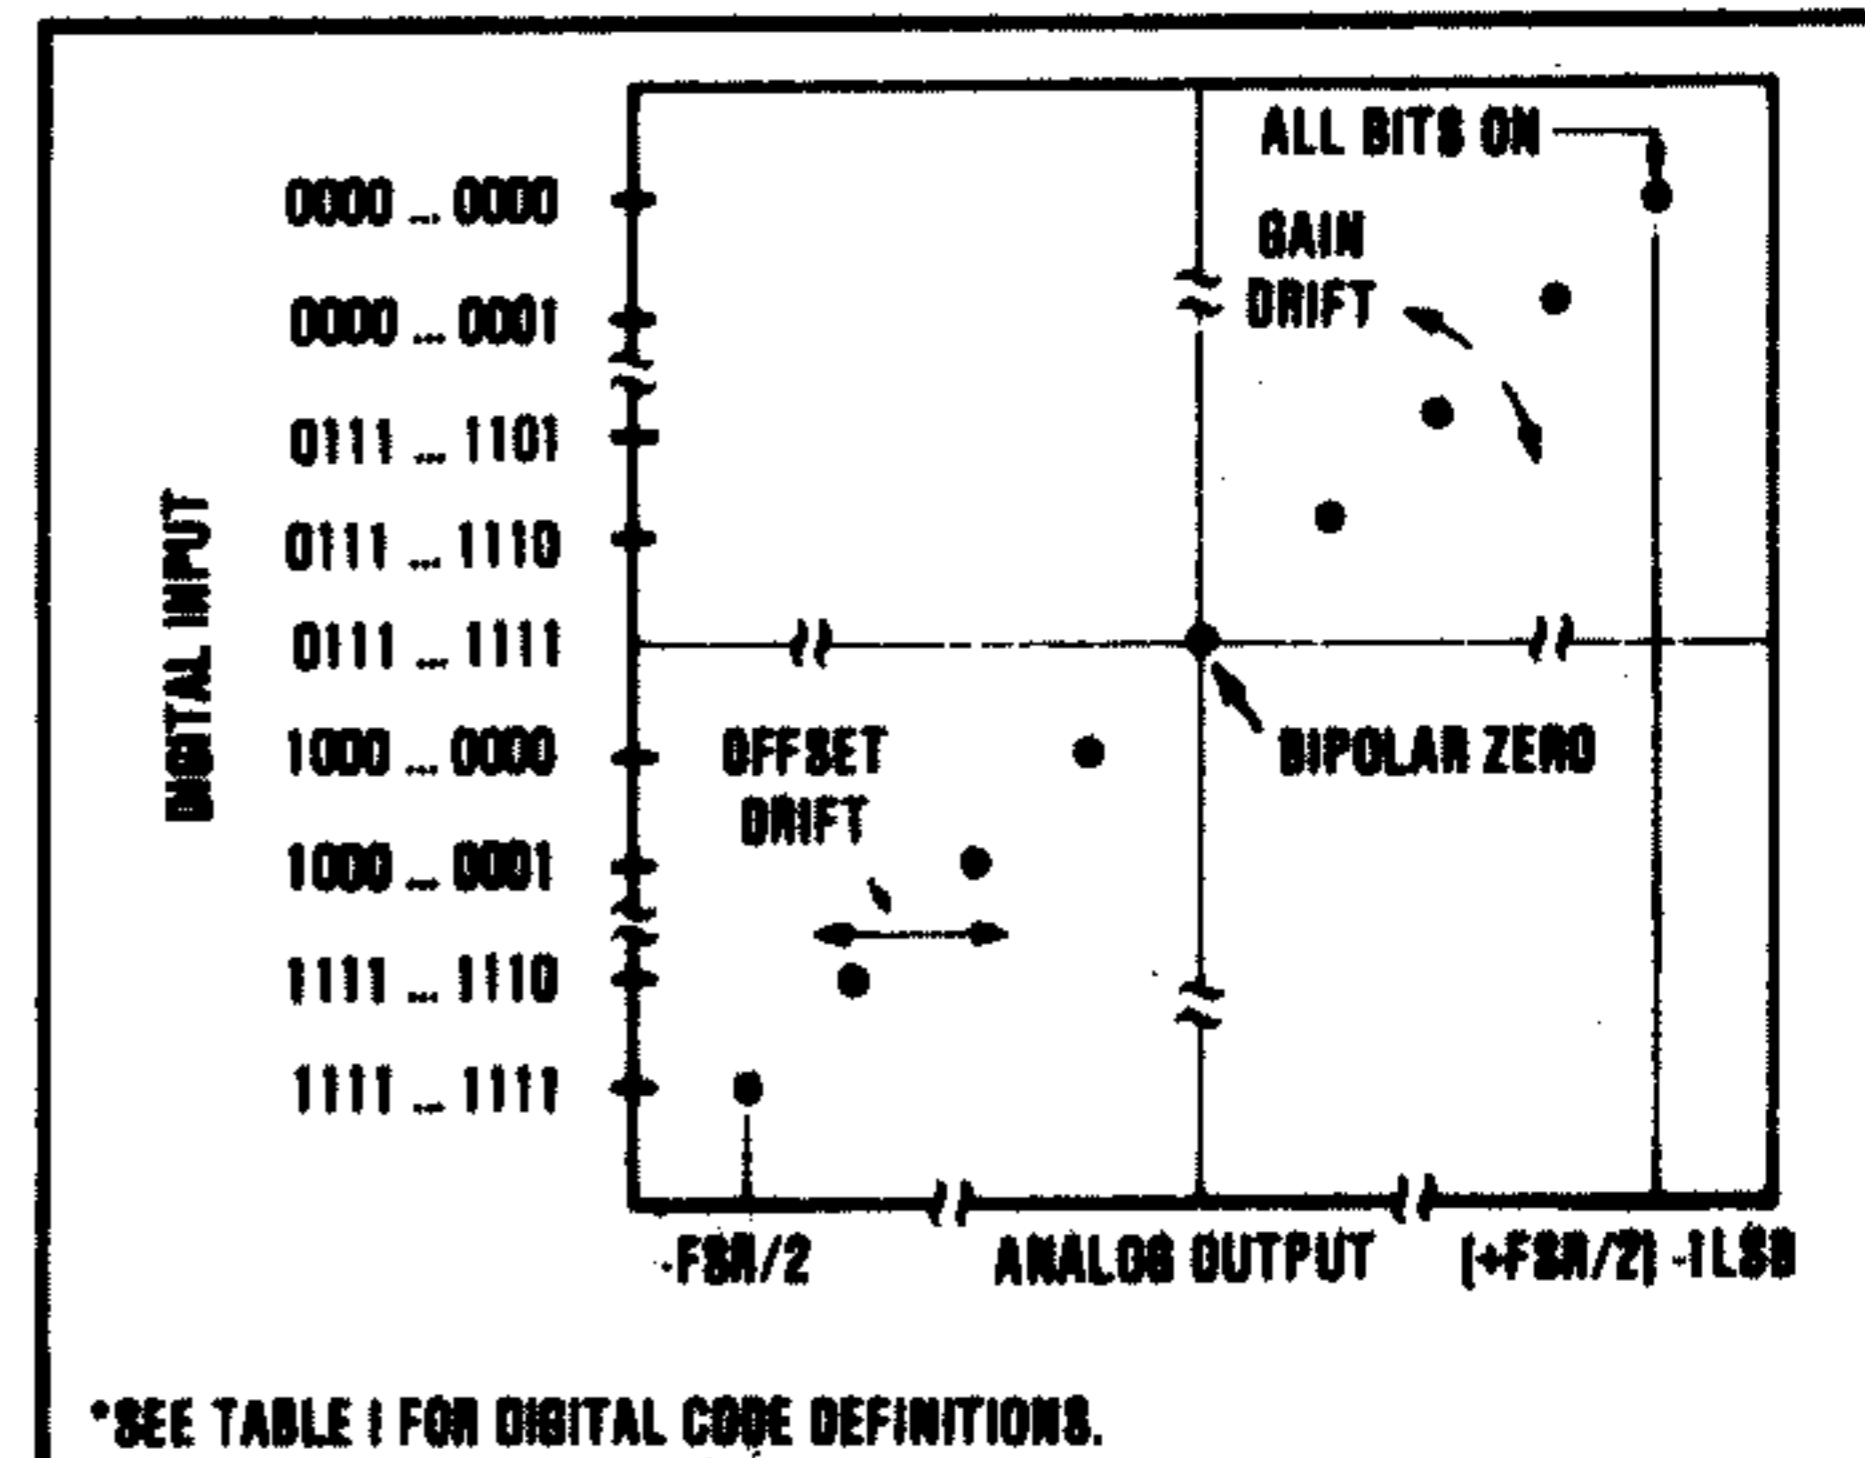 ALL BITS ON
0000 ... 0000
GAIN
DRIFT
0000 ... 0001
0111 ... 1101
0111 ... 1110
DIGITAL INPUT
0111 ... 1111
1000 ... 0000
OFFSET
DRIFT
BIPOLAR ZERO
1000 ... 0001
1111 ... 1110
1111 ... 1111
-FSR/2
ANALOG OUTPUT
(+FSR/2) -1LSB
*SEE TABLE I FOR DIGITAL CODE DEFINITIONS.